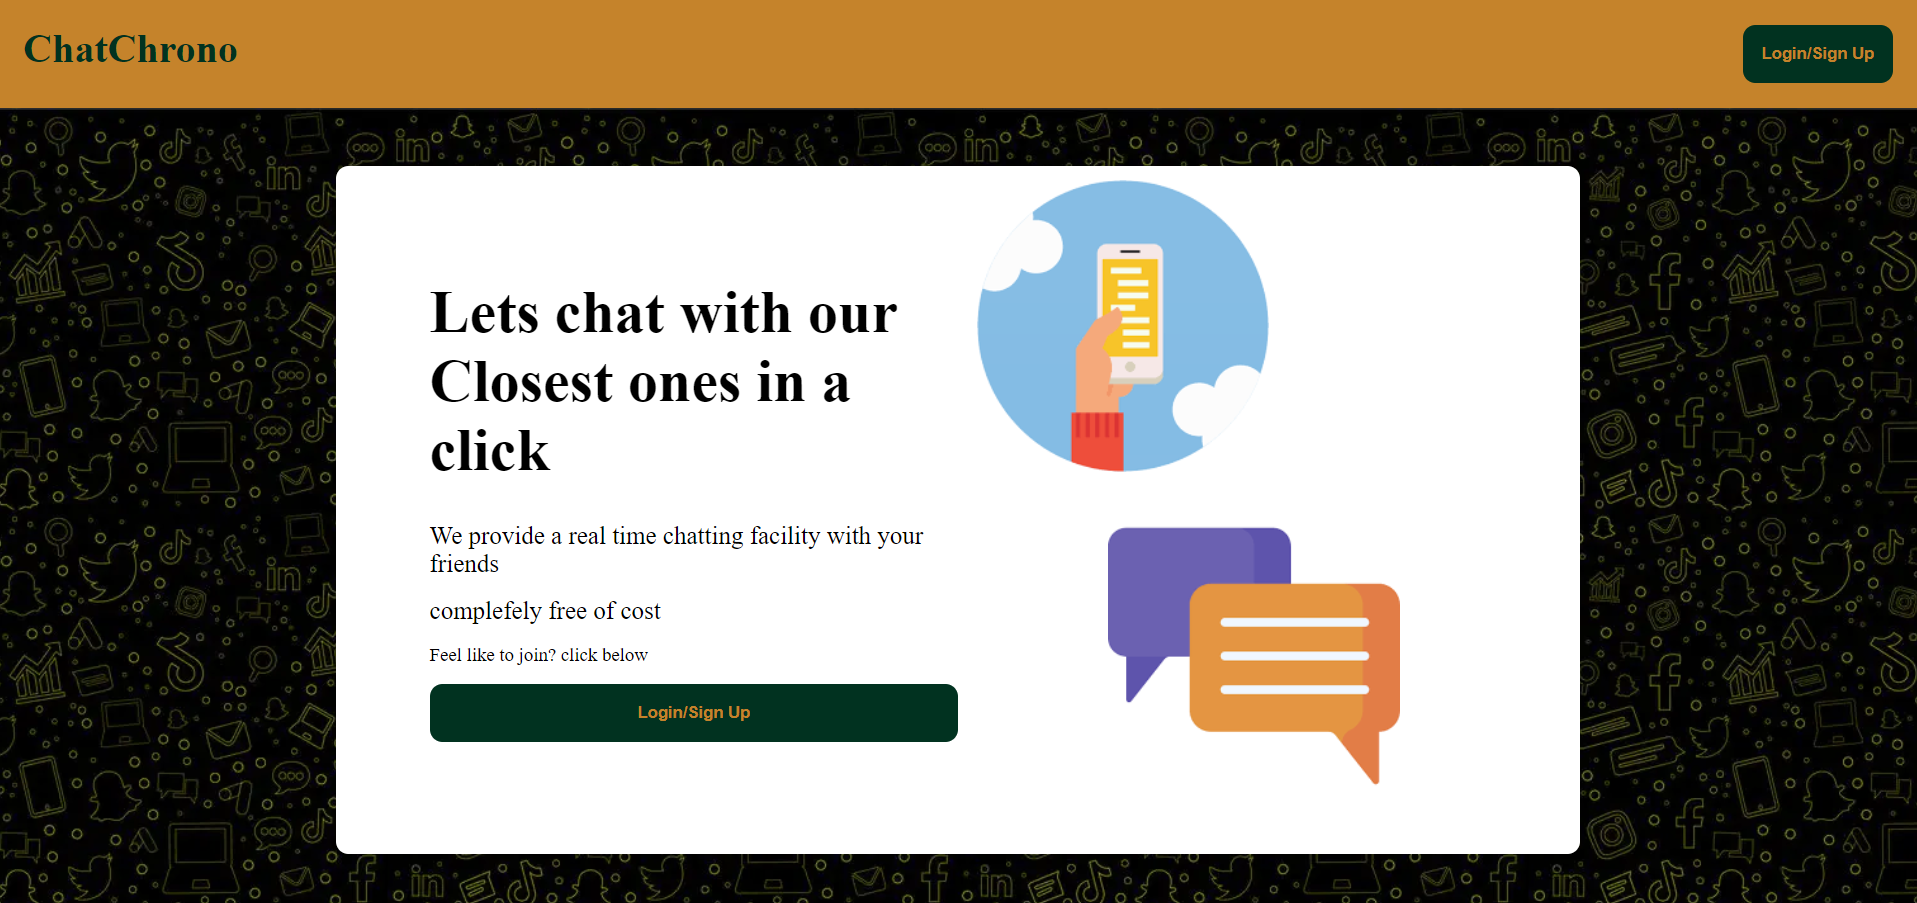 ChatChrono
Login/Sign Up
Lets chat with our
Closest ones in a
click
We provide a real time chatting facility with your
friends
complefely free of cost
Feel like to join? click below
Login/Sign Up